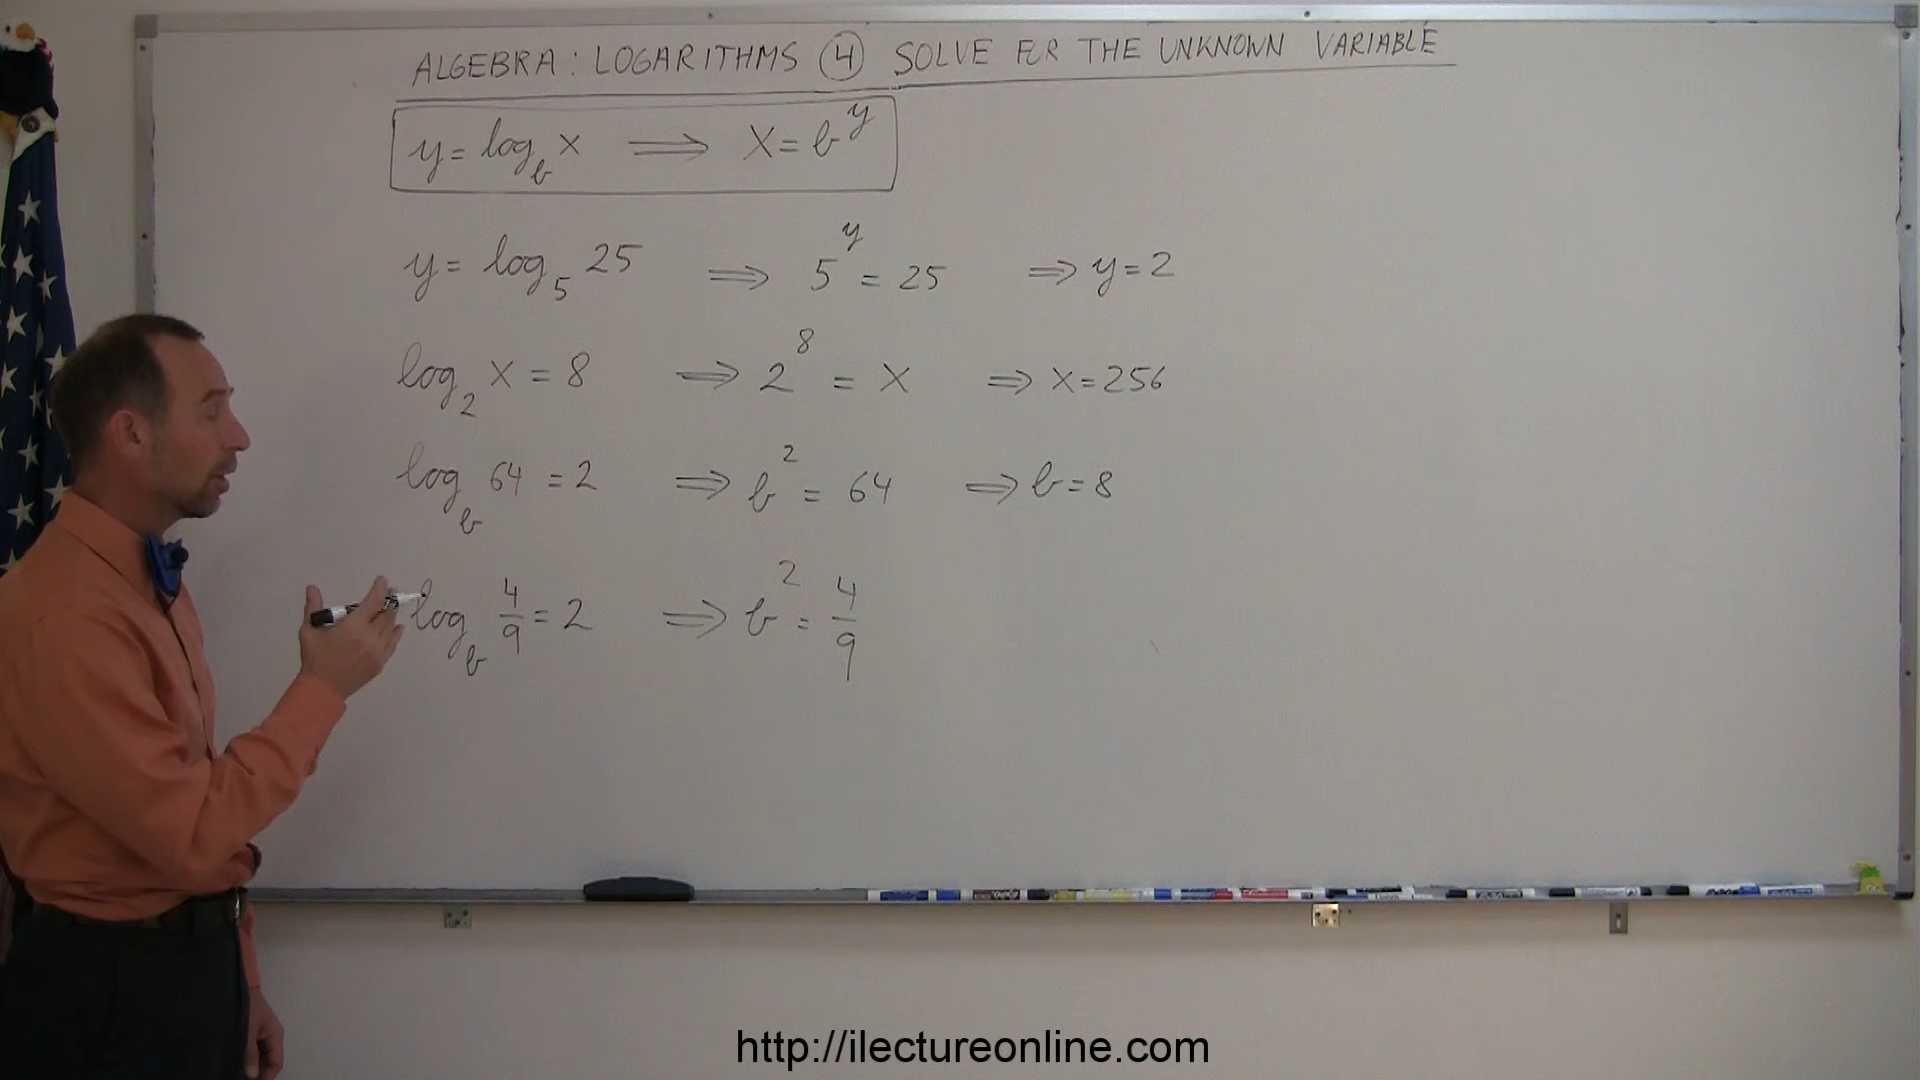 ALGEBRA: LOGARITHMS ④ SOLVE FOR THE UNKNOWN VARIABLE
y = log_b x ⟹ X = b^y
y = log_5 25 ⟹ 5^y = 25 ⟹ y = 2
log_2 x = 8 ⟹ 2^8 = x ⟹ x = 256
log_b 64 = 2 ⟹ b^2 = 64 ⟹ b = 8
log_b 4/9 = 2 ⟹ b^2 = 4/9
http://ilectureonline.com